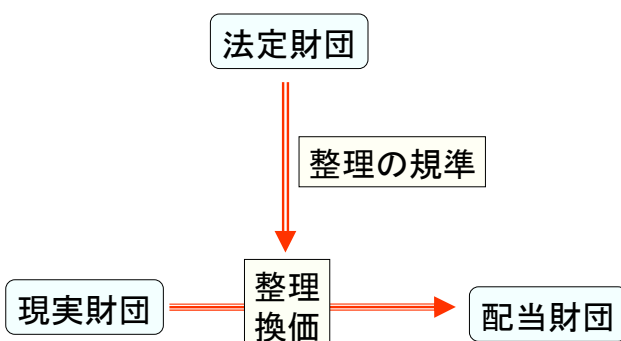 法定財団
整理の規準
現実財団
整理
換価
配当財団